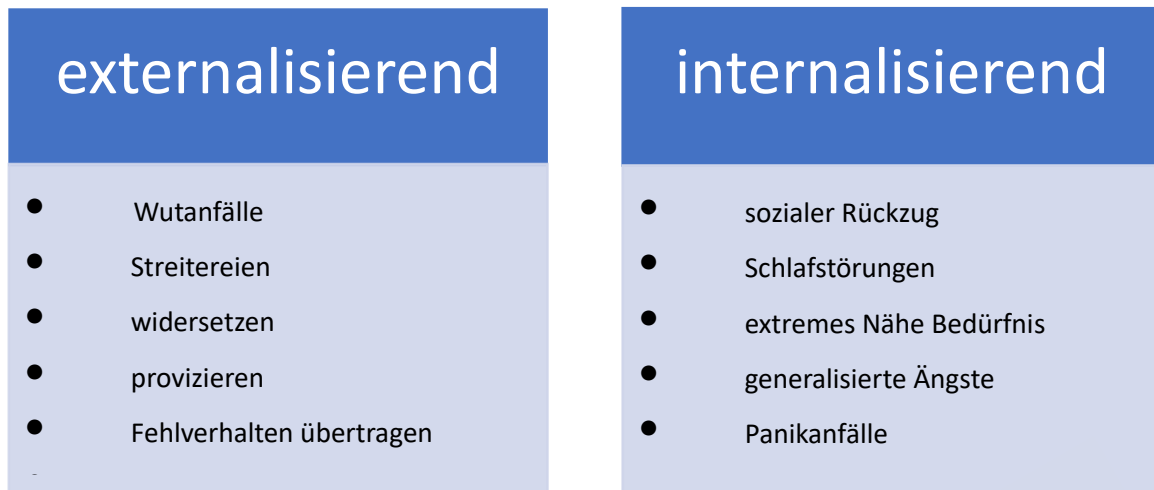 externalisierend
• Wutanfälle
• Streitereien
• widersetzen
• provizieren
• Fehlverhalten übertragen
internalisierend
• sozialer Rückzug
• Schlafstörungen
• extremes Nähe Bedürfnis
• generalisierte Ängste
• Panikanfälle